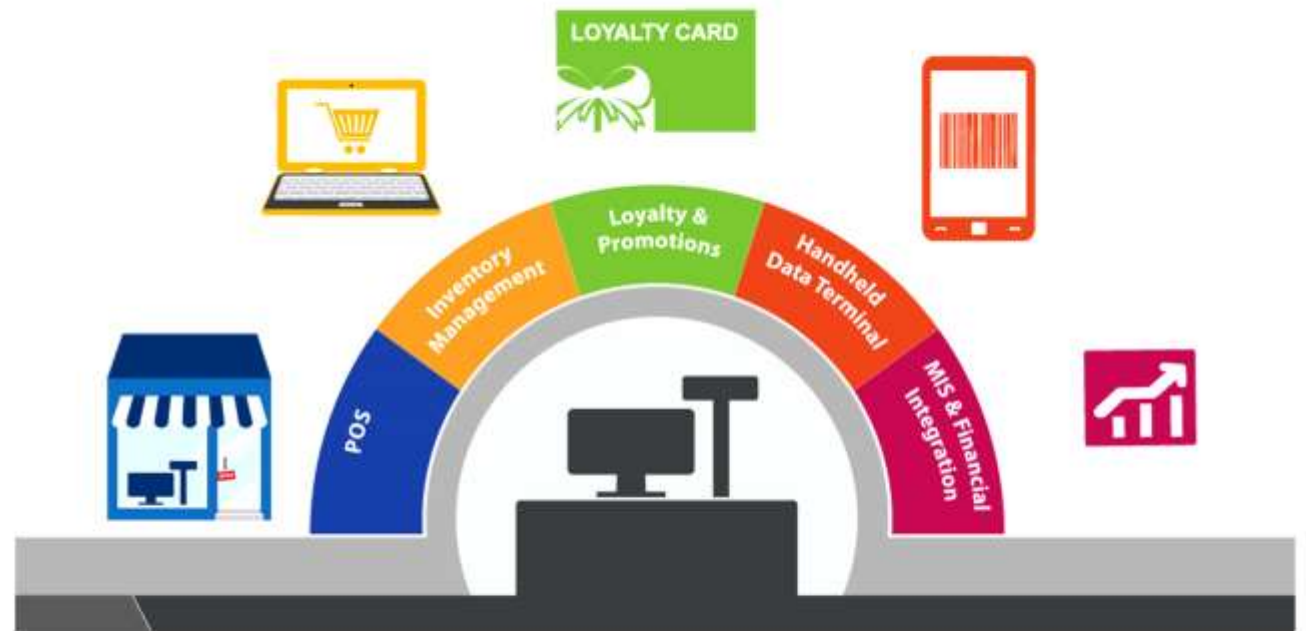 LOYALTY CARD
POS
Inventory
Management
Loyalty &
Promotions
Handheld
Data Terminal
MIS & Financial
Integration